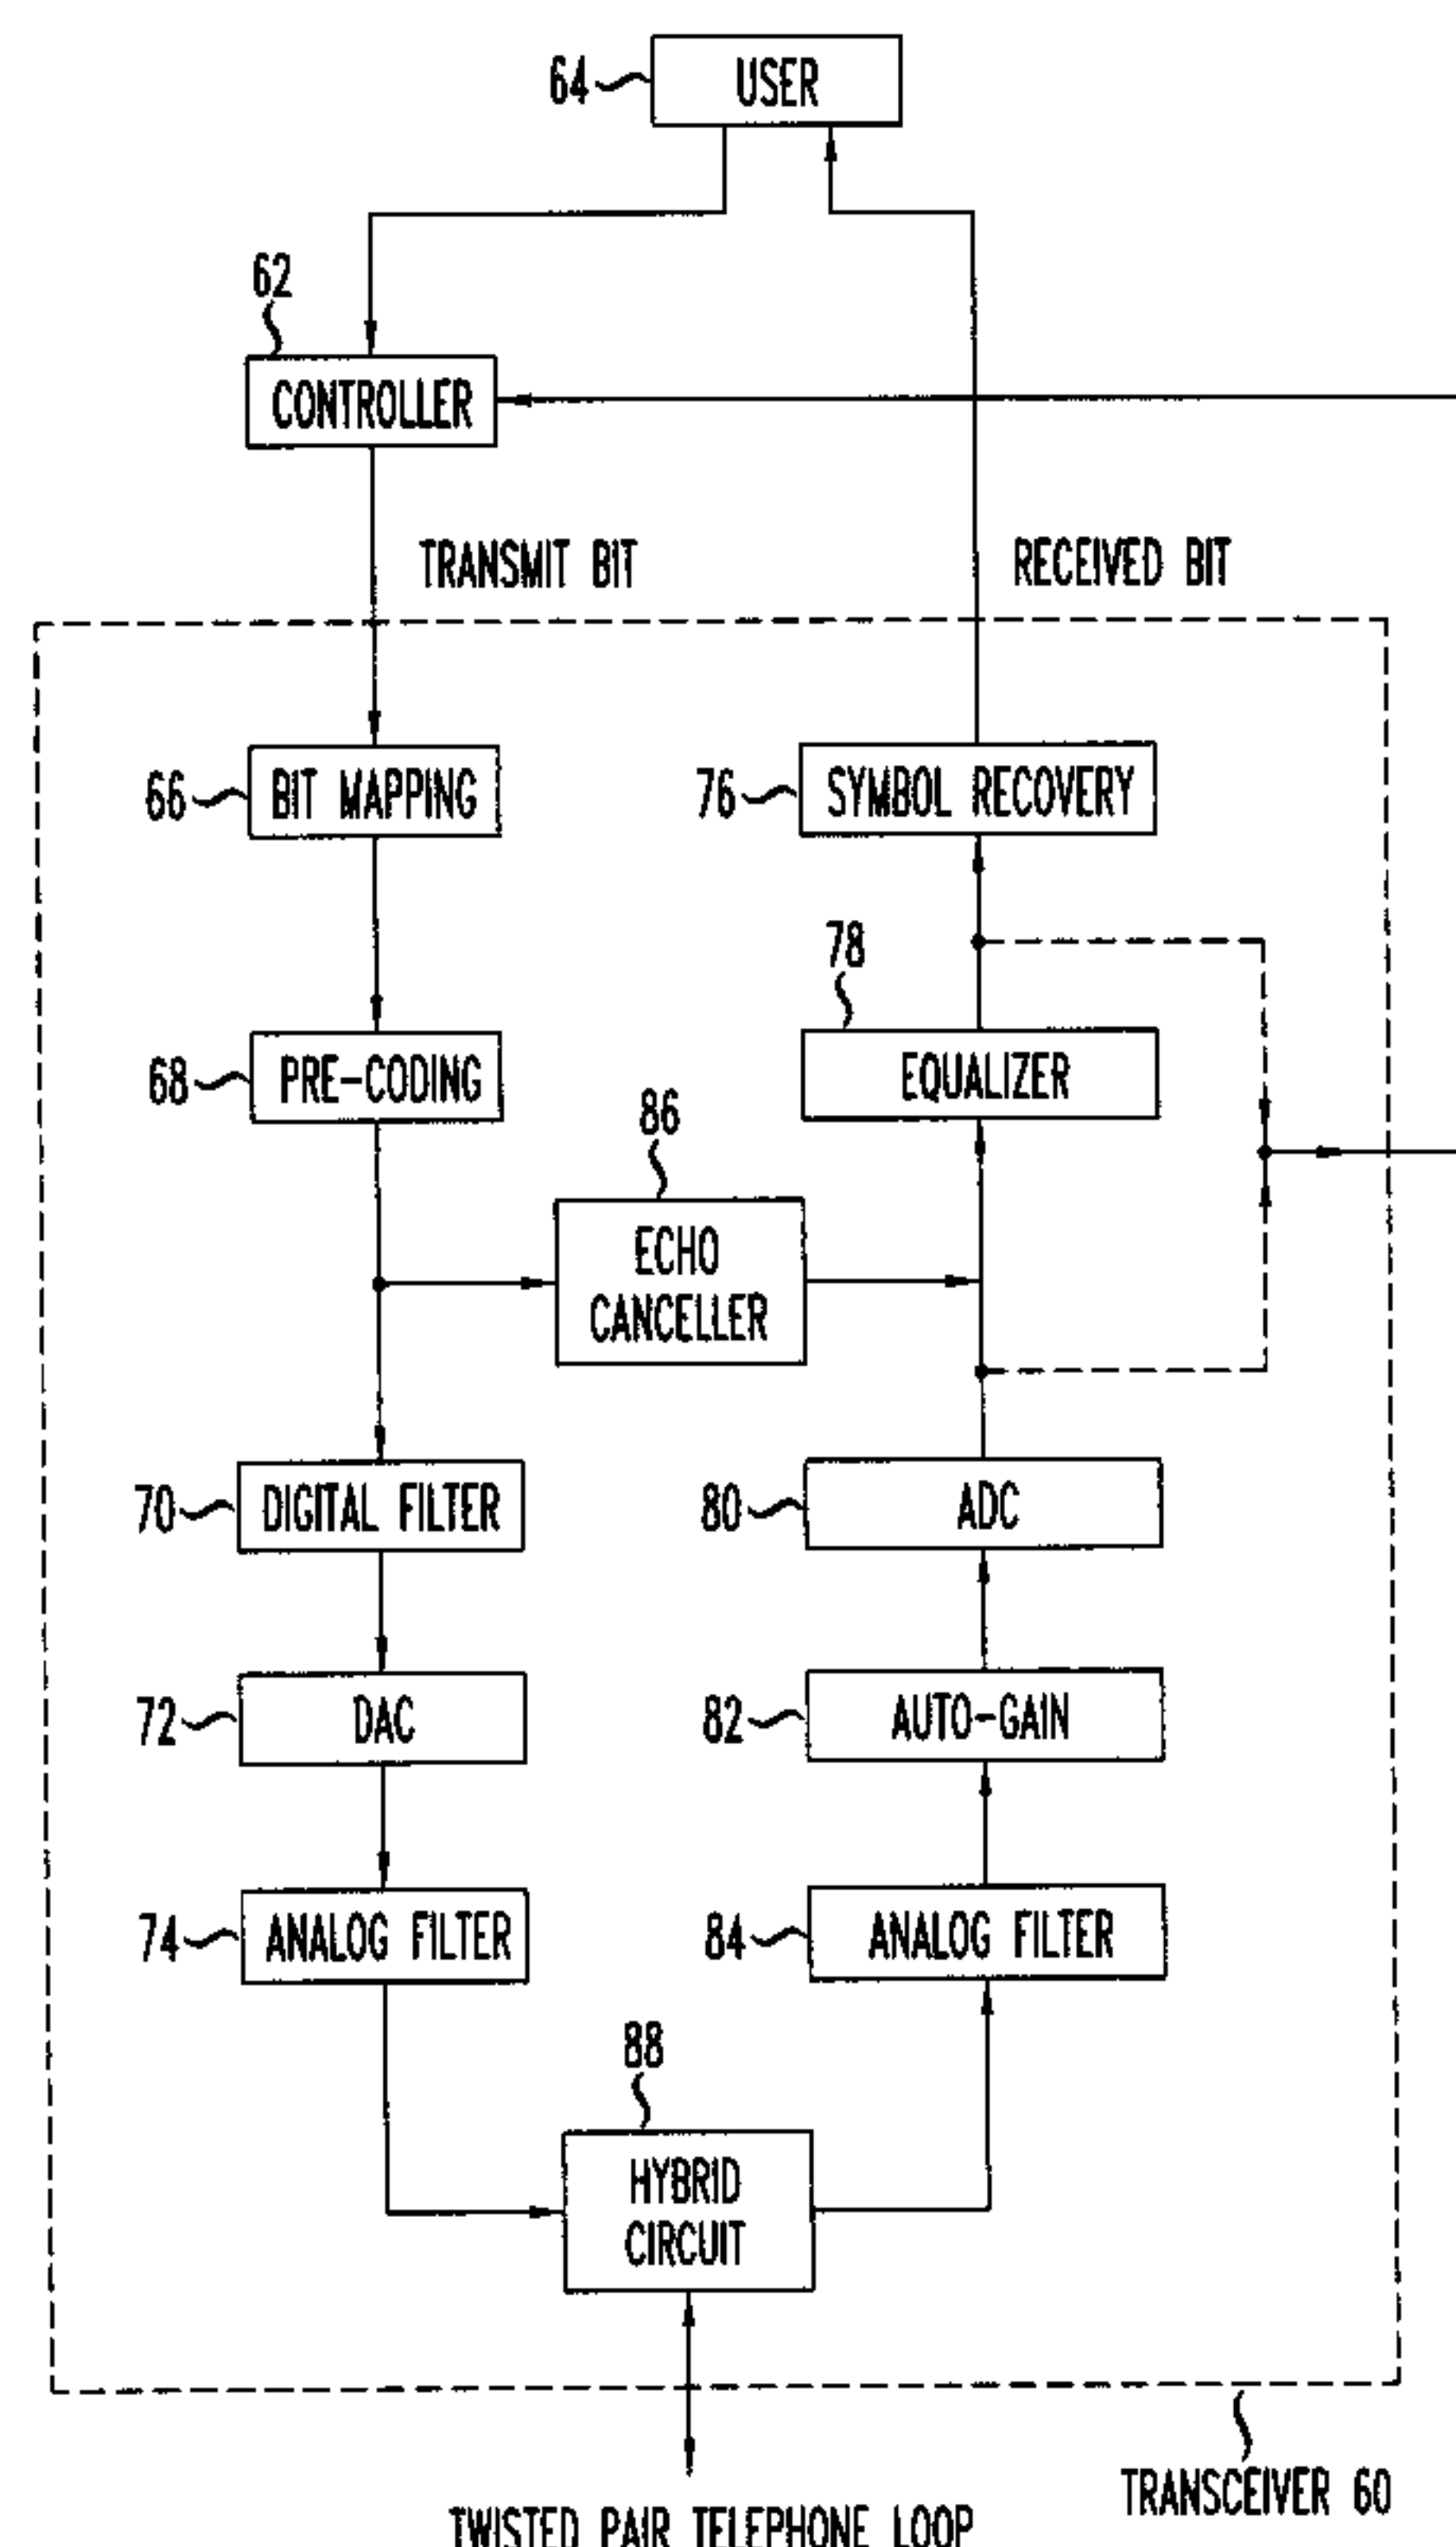 64
USER
62
CONTROLLER
TRANSMIT BIT
RECEIVED BIT
66
BIT MAPPING
76
SYMBOL RECOVERY
78
68
PRE-CODING
EQUALIZER
86
ECHO
CANCELLER
70
DIGITAL FILTER
80
ADC
72
DAC
82
AUTO-GAIN
74
ANALOG FILTER
84
ANALOG FILTER
88
HYBRID
CIRCUIT
TRANSCEIVER 60
TWISTED PAIR TELEPHONE LOOP